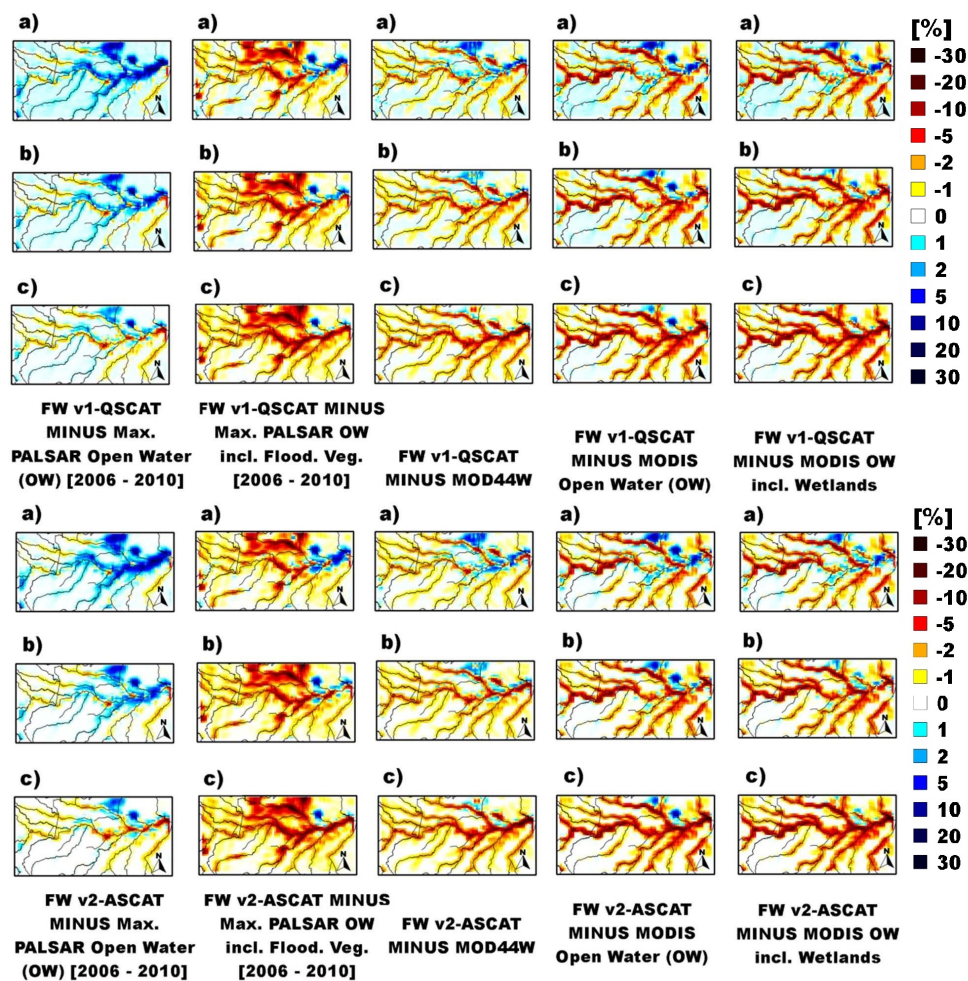 a) a) a) a) a)
[%]
-30
-20
-10
-5
-2
-1
0
1
2
5
10
20
30
N N N N N
b) b) b) b) b)
N N N N N
c) c) c) c) c)
N N N N N
FW v1-QSCAT
MINUS Max.
PALSAR Open Water
(OW) [2006 - 2010]
FW v1-QSCAT MINUS
Max. PALSAR OW
incl. Flood. Veg.
[2006 - 2010]
FW v1-QSCAT
MINUS MOD44W
FW v1-QSCAT
MINUS MODIS
Open Water (OW)
FW v1-QSCAT
MINUS MODIS OW
incl. Wetlands
a) a) a) a) a)
[%]
-30
-20
-10
-5
-2
-1
0
1
2
5
10
20
30
N N N N N
b) b) b) b) b)
N N N N N
c) c) c) c) c)
N N N N N
FW v2-ASCAT
MINUS Max.
PALSAR Open Water
(OW) [2006 - 2010]
FW v2-ASCAT MINUS
Max. PALSAR OW
incl. Flood. Veg.
[2006 - 2010]
FW v2-ASCAT
MINUS MOD44W
FW v2-ASCAT
MINUS MODIS
Open Water (OW)
FW v2-ASCAT
MINUS MODIS OW
incl. Wetlands